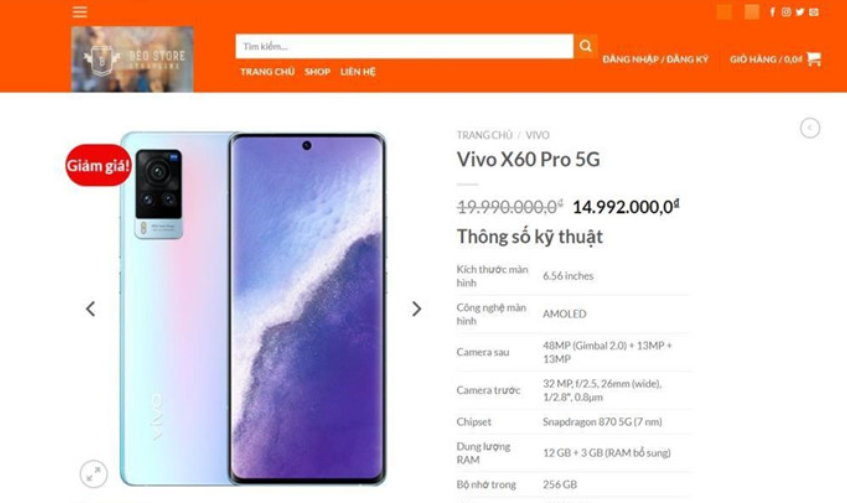 BÉO STORE
Tìm kiếm...
ĐĂNG NHẬP / ĐĂNG KÝ
GIỎ HÀNG / 0,0₫
TRANG CHỦ SHOP LIÊN HỆ
Giảm giá!
vivo
TRANG CHỦ / VIVO
Vivo X60 Pro 5G
19.990.000,0₫ 14.992.000,0₫
Thông số kỹ thuật
Kích thước màn
hình
6.56 inches
Công nghệ màn
hình
AMOLED
Camera sau
48MP (Gimbal 2.0) + 13MP +
13MP
Camera trước
32 MP, f/2.5, 26mm (wide),
1/2.8", 0.8µm
Chipset
Snapdragon 870 5G (7 nm)
Dung lượng
RAM
12 GB + 3 GB (RAM bổ sung)
Bộ nhớ trong
256 GB